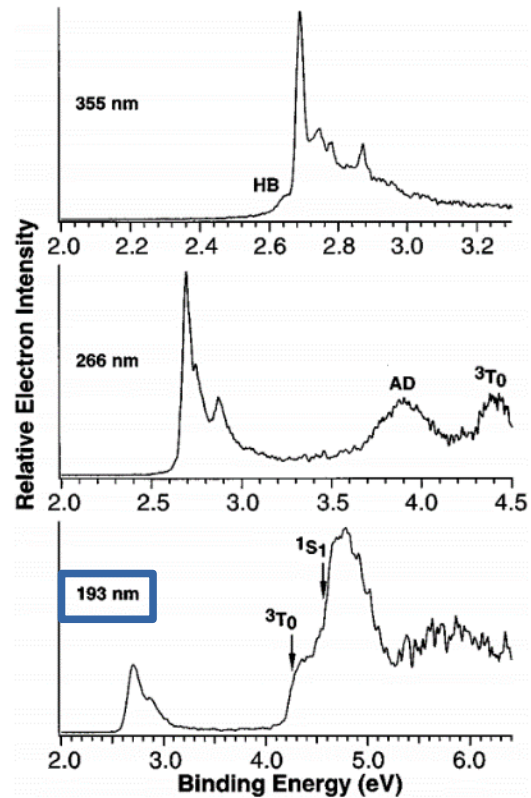 355 nm
HB
2.0 2.2 2.4 2.6 2.8 3.0 3.2
266 nm
AD
³T₀
2.0 2.5 3.0 3.5 4.0 4.5
193 nm
³T₀
¹S₁
2.0 3.0 4.0 5.0 6.0
Binding Energy (eV)
Relative Electron Intensity